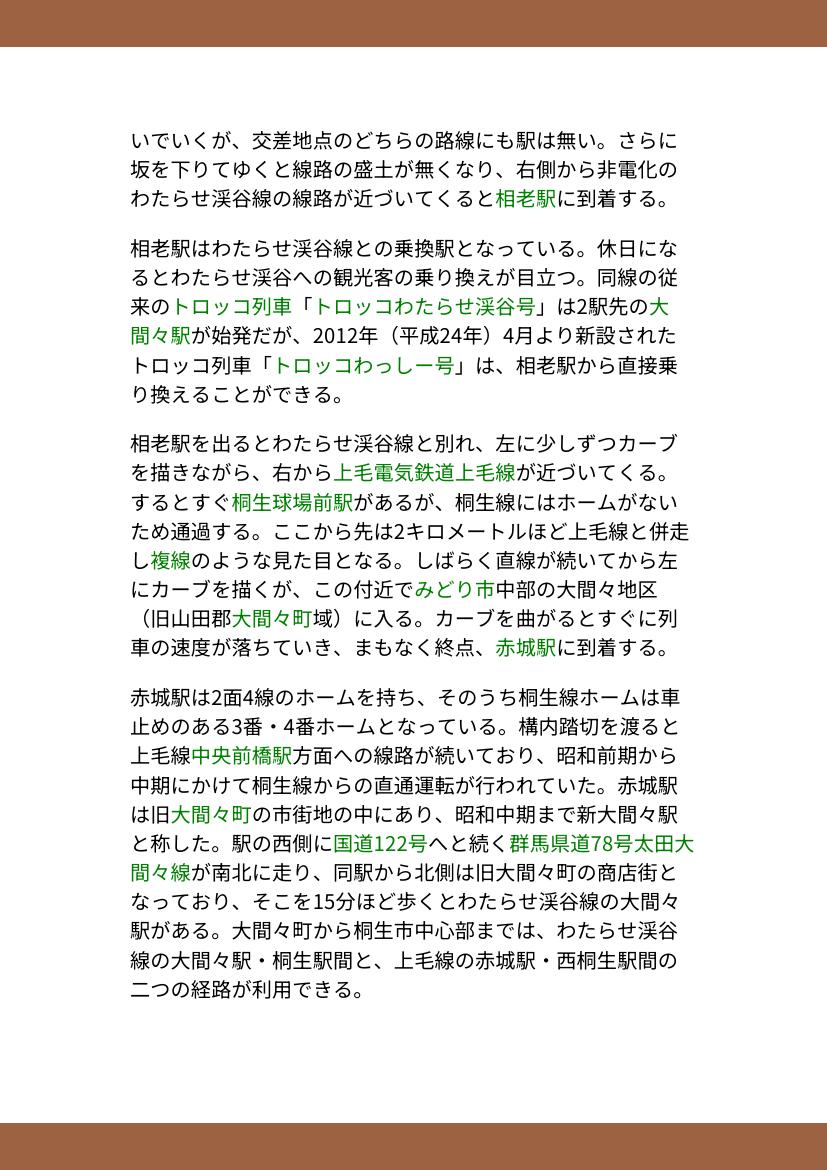 いでいくが、交差地点のどちらの路線にも駅は無い。さらに
坂を下りてゆくと線路の盛土が無くなり、右側から非電化の
わたらせ渓谷線の線路が近づいてくると相老駅に到着する。
相老駅はわたらせ渓谷線との乗換駅となっている。休日にな
るとわたらせ渓谷への観光客の乗り換えが目立つ。同線の従
来のトロッコ列車「トロッコわたらせ渓谷号」は2駅先の大
間々駅が始発だが、2012年（平成24年）4月より新設された
トロッコ列車「トロッコわっしー号」は、相老駅から直接乗
り換えることができる。
相老駅を出るとわたらせ渓谷線と別れ、左に少しずつカーブ
を描きながら、右から上毛電気鉄道上毛線が近づいてくる。
するとすぐ桐生球場前駅があるが、桐生線にはホームがない
ため通過する。ここから先は2キロメートルほど上毛線と併走
し複線のような見た目となる。しばらく直線が続いてから左
にカーブを描くが、この付近でみどり市中部の大間々地区
（旧山田郡大間々町域）に入る。カーブを曲がるとすぐに列
車の速度が落ちていき、まもなく終点、赤城駅に到着する。
赤城駅は2面4線のホームを持ち、そのうち桐生線ホームは車
止めのある3番・4番ホームとなっている。構内踏切を渡ると
上毛線中央前橋駅方面への線路が続いており、昭和前期から
中期にかけて桐生線からの直通運転が行われていた。赤城駅
は旧大間々町の市街地の中にあり、昭和中期まで新大間々駅
と称した。駅の西側に国道122号へと続く群馬県道78号太田大
間々線が南北に走り、同駅から北側は旧大間々町の商店街と
なっており、そこを15分ほど歩くとわたらせ渓谷線の大間々
駅がある。大間々町から桐生市中心部までは、わたらせ渓谷
線の大間々駅・桐生駅間と、上毛線の赤城駅・西桐生駅間の
二つの経路が利用できる。